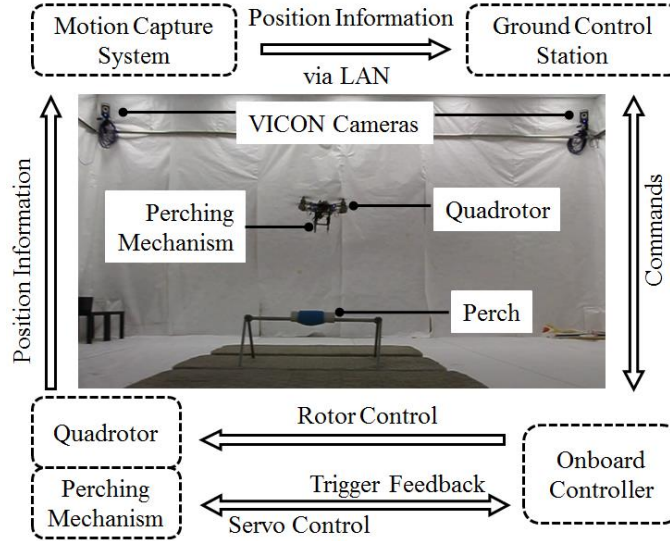 Motion Capture
System
Position Information
via LAN
Ground Control
Station
VICON Cameras
Position Information
Perching
Mechanism
Quadrotor
Commands
Perch
Quadrotor
Rotor Control
Onboard
Controller
Perching
Mechanism
Trigger Feedback
Servo Control